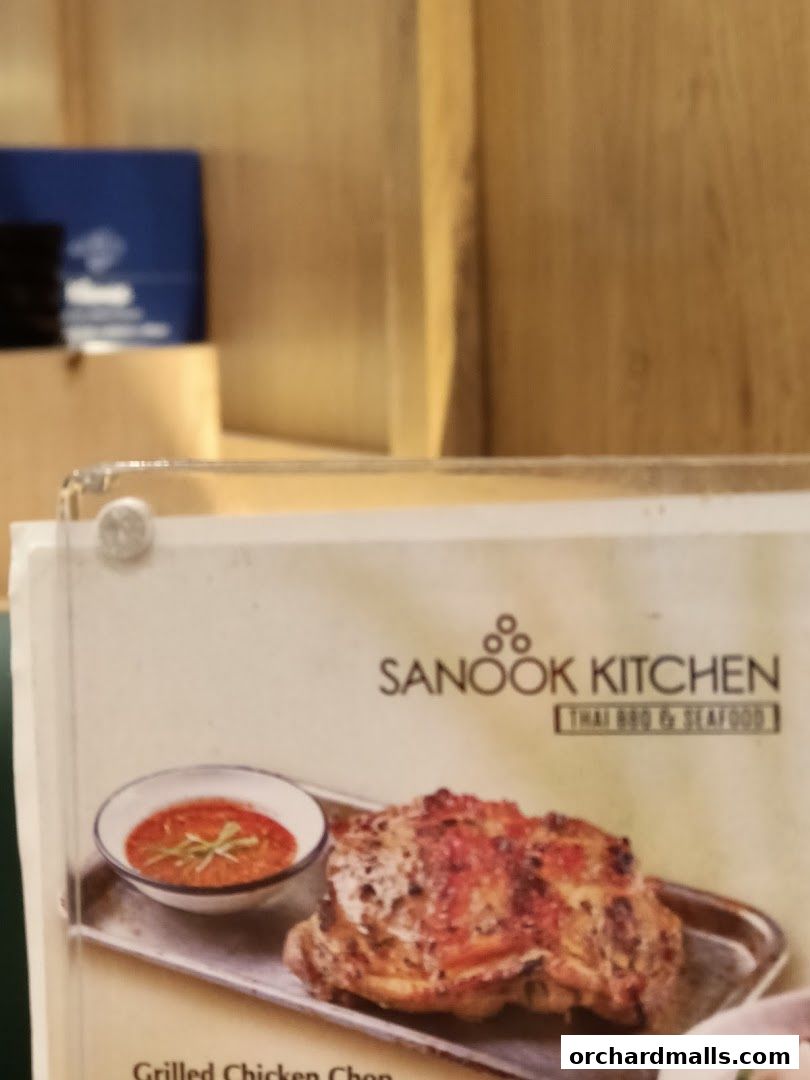 SANOOK KITCHEN
THAI BBQ & SEAFOOD
Grilled Chicken Chop
orchardmalls.com